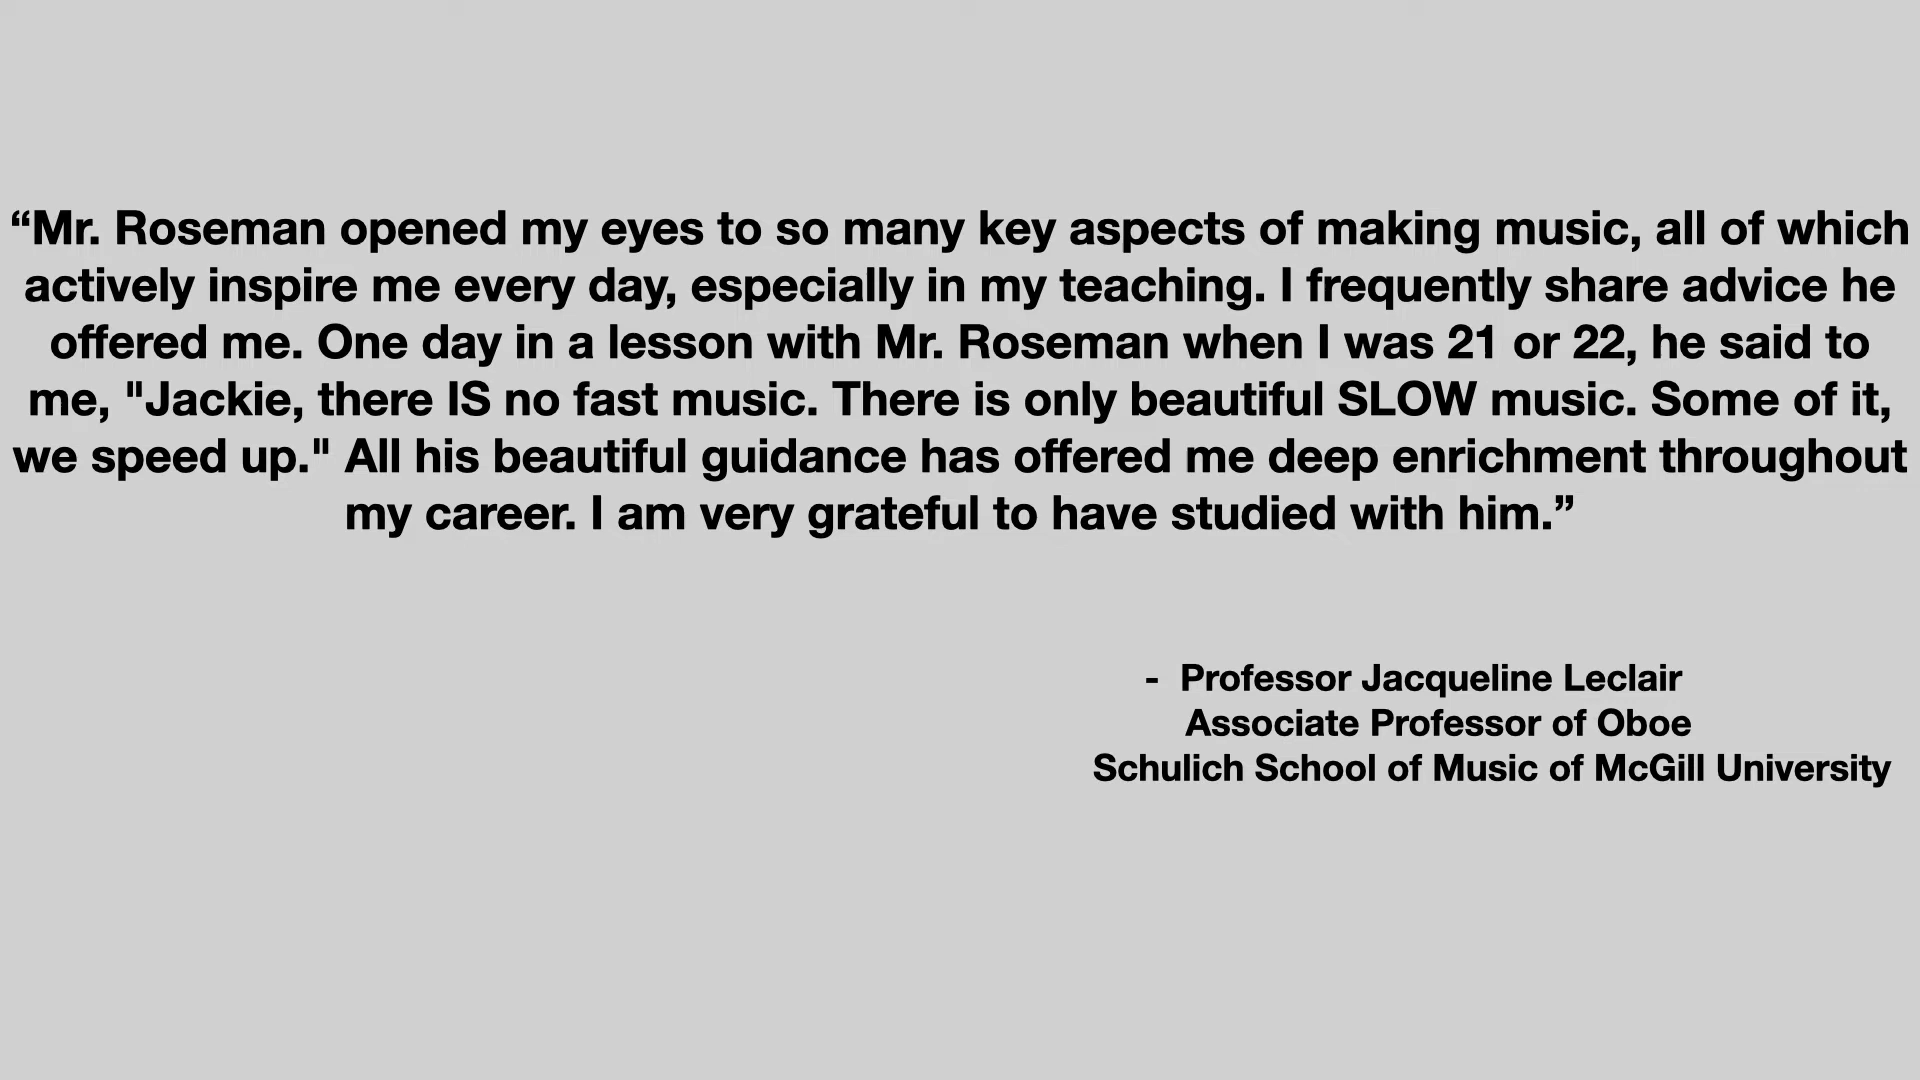 “Mr. Roseman opened my eyes to so many key aspects of making music, all of which
actively inspire me every day, especially in my teaching. I frequently share advice he
offered me. One day in a lesson with Mr. Roseman when I was 21 or 22, he said to
me, "Jackie, there IS no fast music. There is only beautiful SLOW music. Some of it,
we speed up." All his beautiful guidance has offered me deep enrichment throughout
my career. I am very grateful to have studied with him.”
- Professor Jacqueline Leclair
Associate Professor of Oboe
Schulich School of Music of McGill University